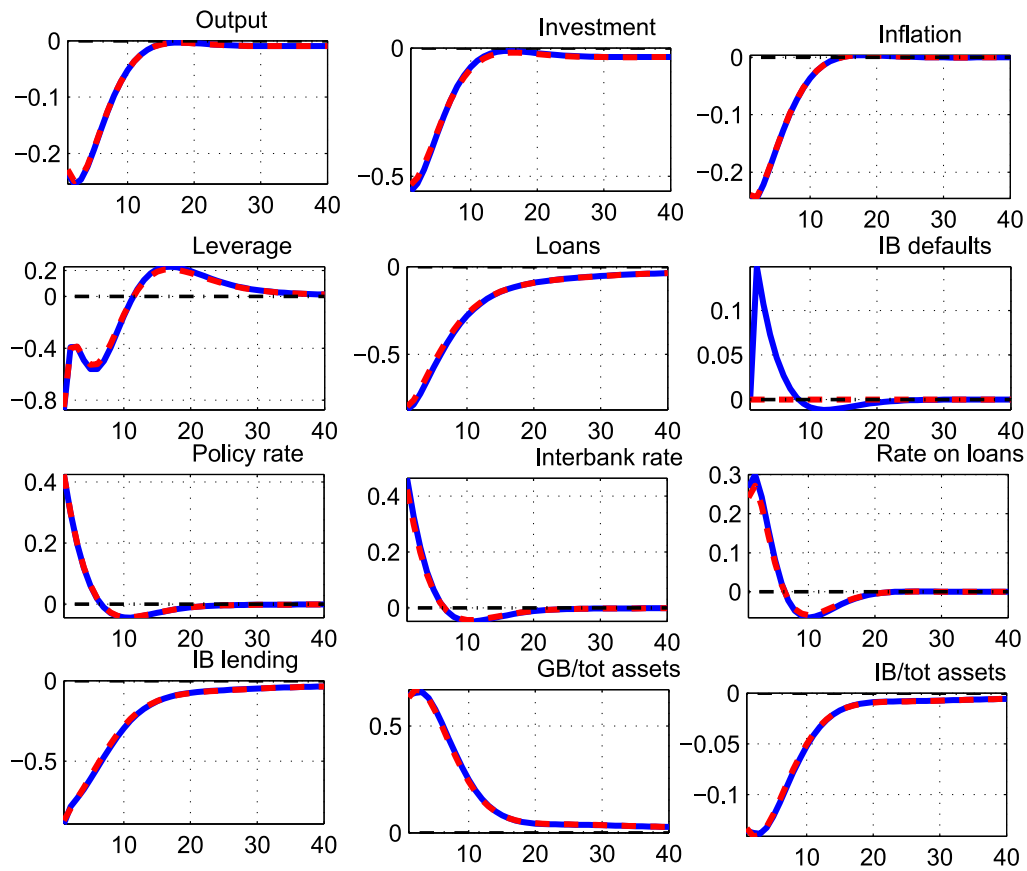 Output
0
−0.1
−0.2
10 20 30 40
Investment
0
−0.5
10 20 30 40
Inflation
0
−0.1
−0.2
10 20 30 40
Leverage
0.2
0
−0.4
−0.8
10 20 30 40
Loans
0
−0.5
10 20 30 40
IB defaults
0.1
0.05
0
10 20 30 40
Policy rate
0.4
0.2
0
10 20 30 40
Interbank rate
0.4
0.2
0
10 20 30 40
Rate on loans
0.3
0.2
0.1
0
10 20 30 40
IB lending
0
−0.5
10 20 30 40
GB/tot assets
0.5
0
10 20 30 40
IB/tot assets
0
−0.05
−0.1
10 20 30 40